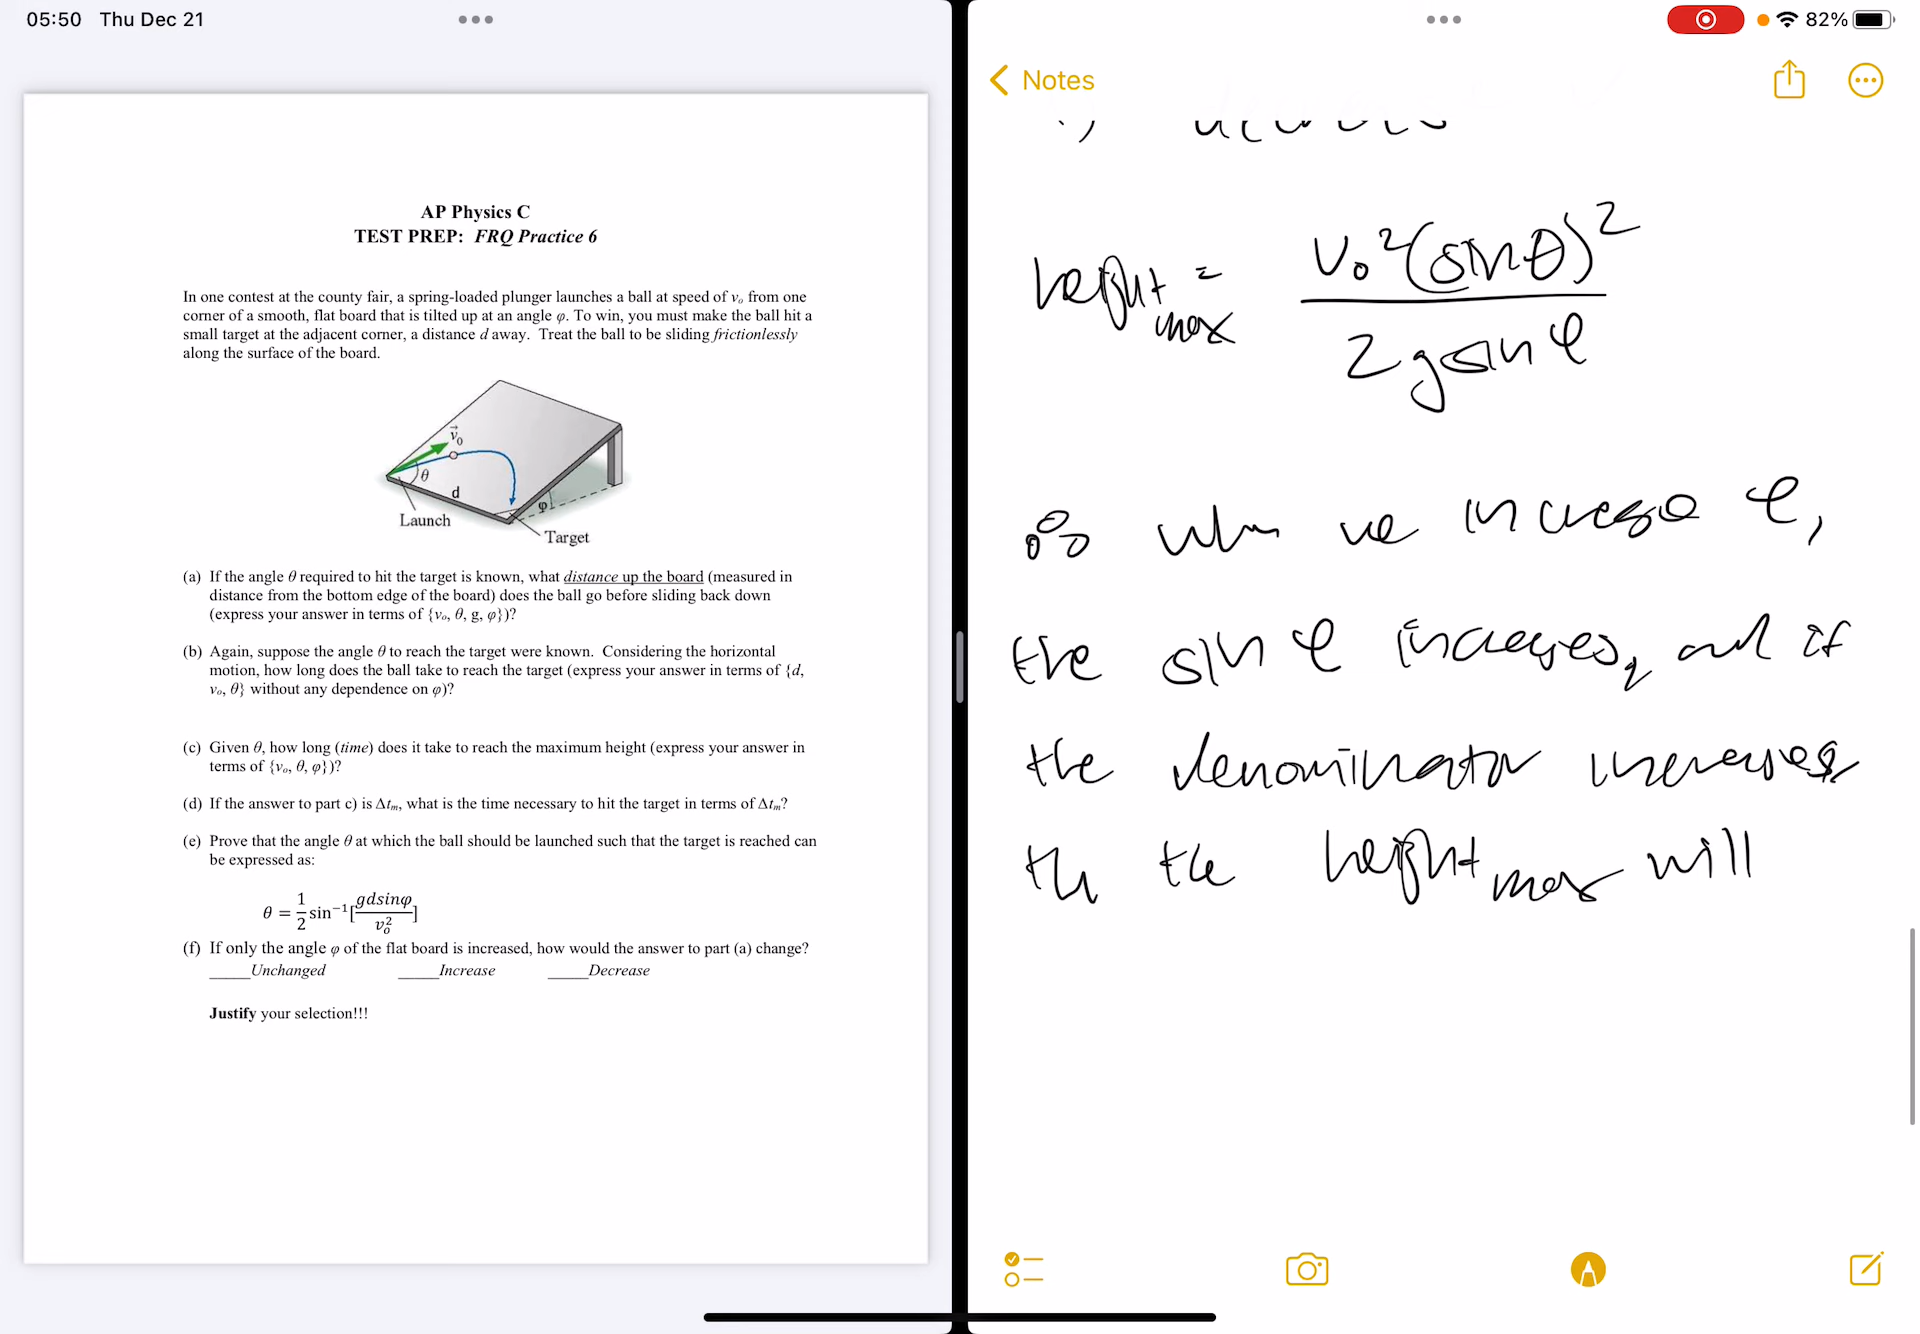 05:50 Thu Dec 21
82%
AP Physics C
TEST PREP: FRQ Practice 6
In one contest at the county fair, a spring-loaded plunger launches a ball at speed of vₒ from one
corner of a smooth, flat board that is tilted up at an angle φ. To win, you must make the ball hit a
small target at the adjacent corner, a distance d away. Treat the ball to be sliding frictionlessly
along the surface of the board.
v⃗₀
θ
d
φ
Launch
Target
(a) If the angle θ required to hit the target is known, what distance up the board (measured in
distance from the bottom edge of the board) does the ball go before sliding back down
(express your answer in terms of {vₒ, θ, g, φ})?
(b) Again, suppose the angle θ to reach the target were known. Considering the horizontal
motion, how long does the ball take to reach the target (express your answer in terms of {d,
vₒ, θ} without any dependence on φ)?
(c) Given θ, how long (time) does it take to reach the maximum height (express your answer in
terms of {vₒ, θ, φ})?
(d) If the answer to part c) is Δtₘ, what is the time necessary to hit the target in terms of Δtₘ?
(e) Prove that the angle θ at which the ball should be launched such that the target is reached can
be expressed as:
θ = 1/2 sin⁻¹[gdsinφ/vₒ²]
(f) If only the angle φ of the flat board is increased, how would the answer to part (a) change?
_____Unchanged _____Increase _____Decrease
Justify your selection!!!
Notes
height max = v₀²(sinθ)² / 2gsinφ
when we increase φ,
the sin φ increases, and if
the denominator increases
the height max will